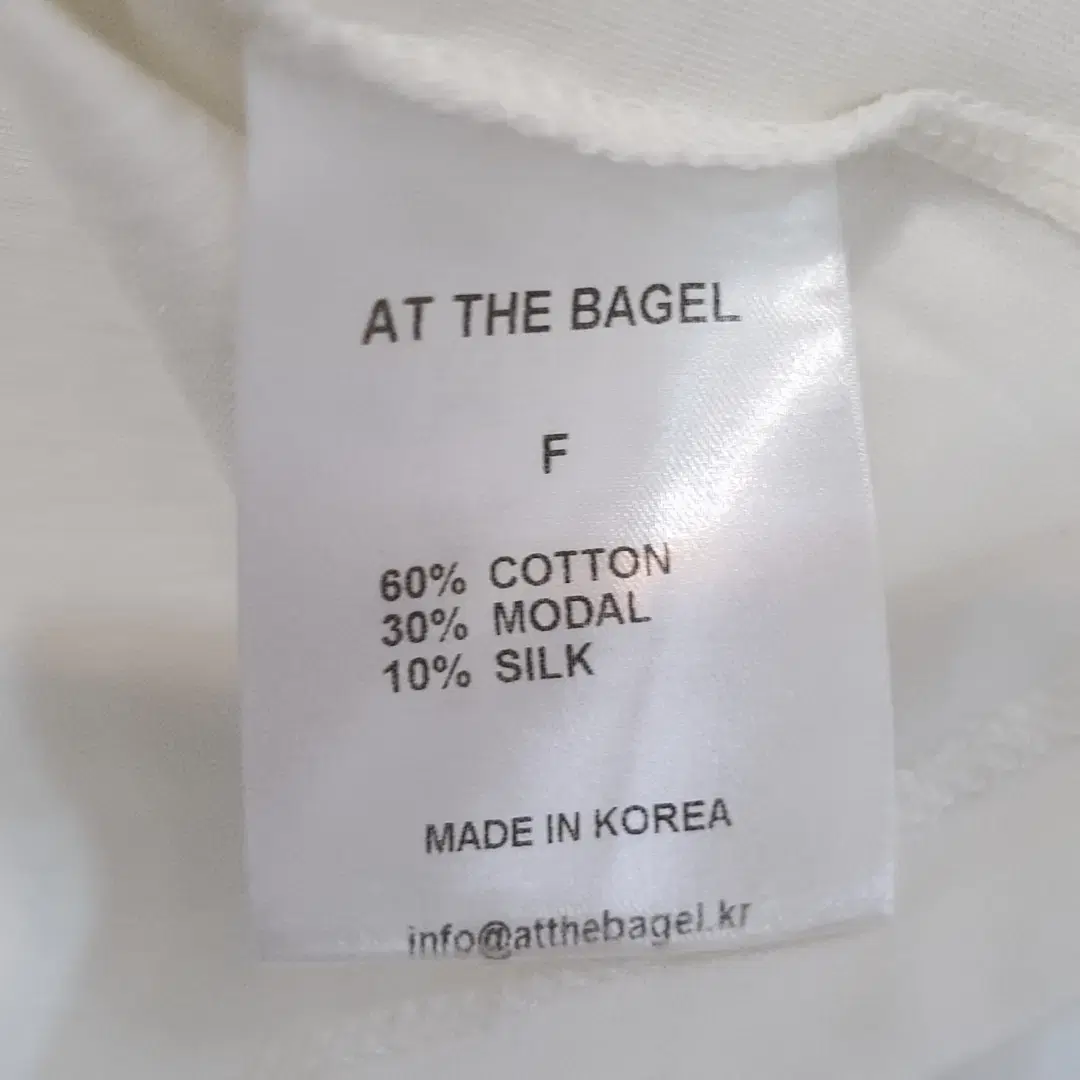 AT THE BAGEL
F
60% COTTON
30% MODAL
10% SILK
MADE IN KOREA
info@atthebagel.kr